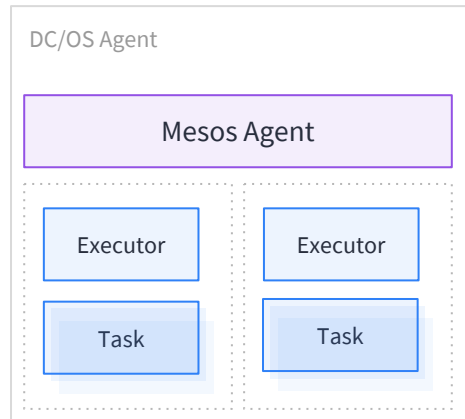 DC/OS Agent
Mesos Agent
Executor
Executor
Task
Task